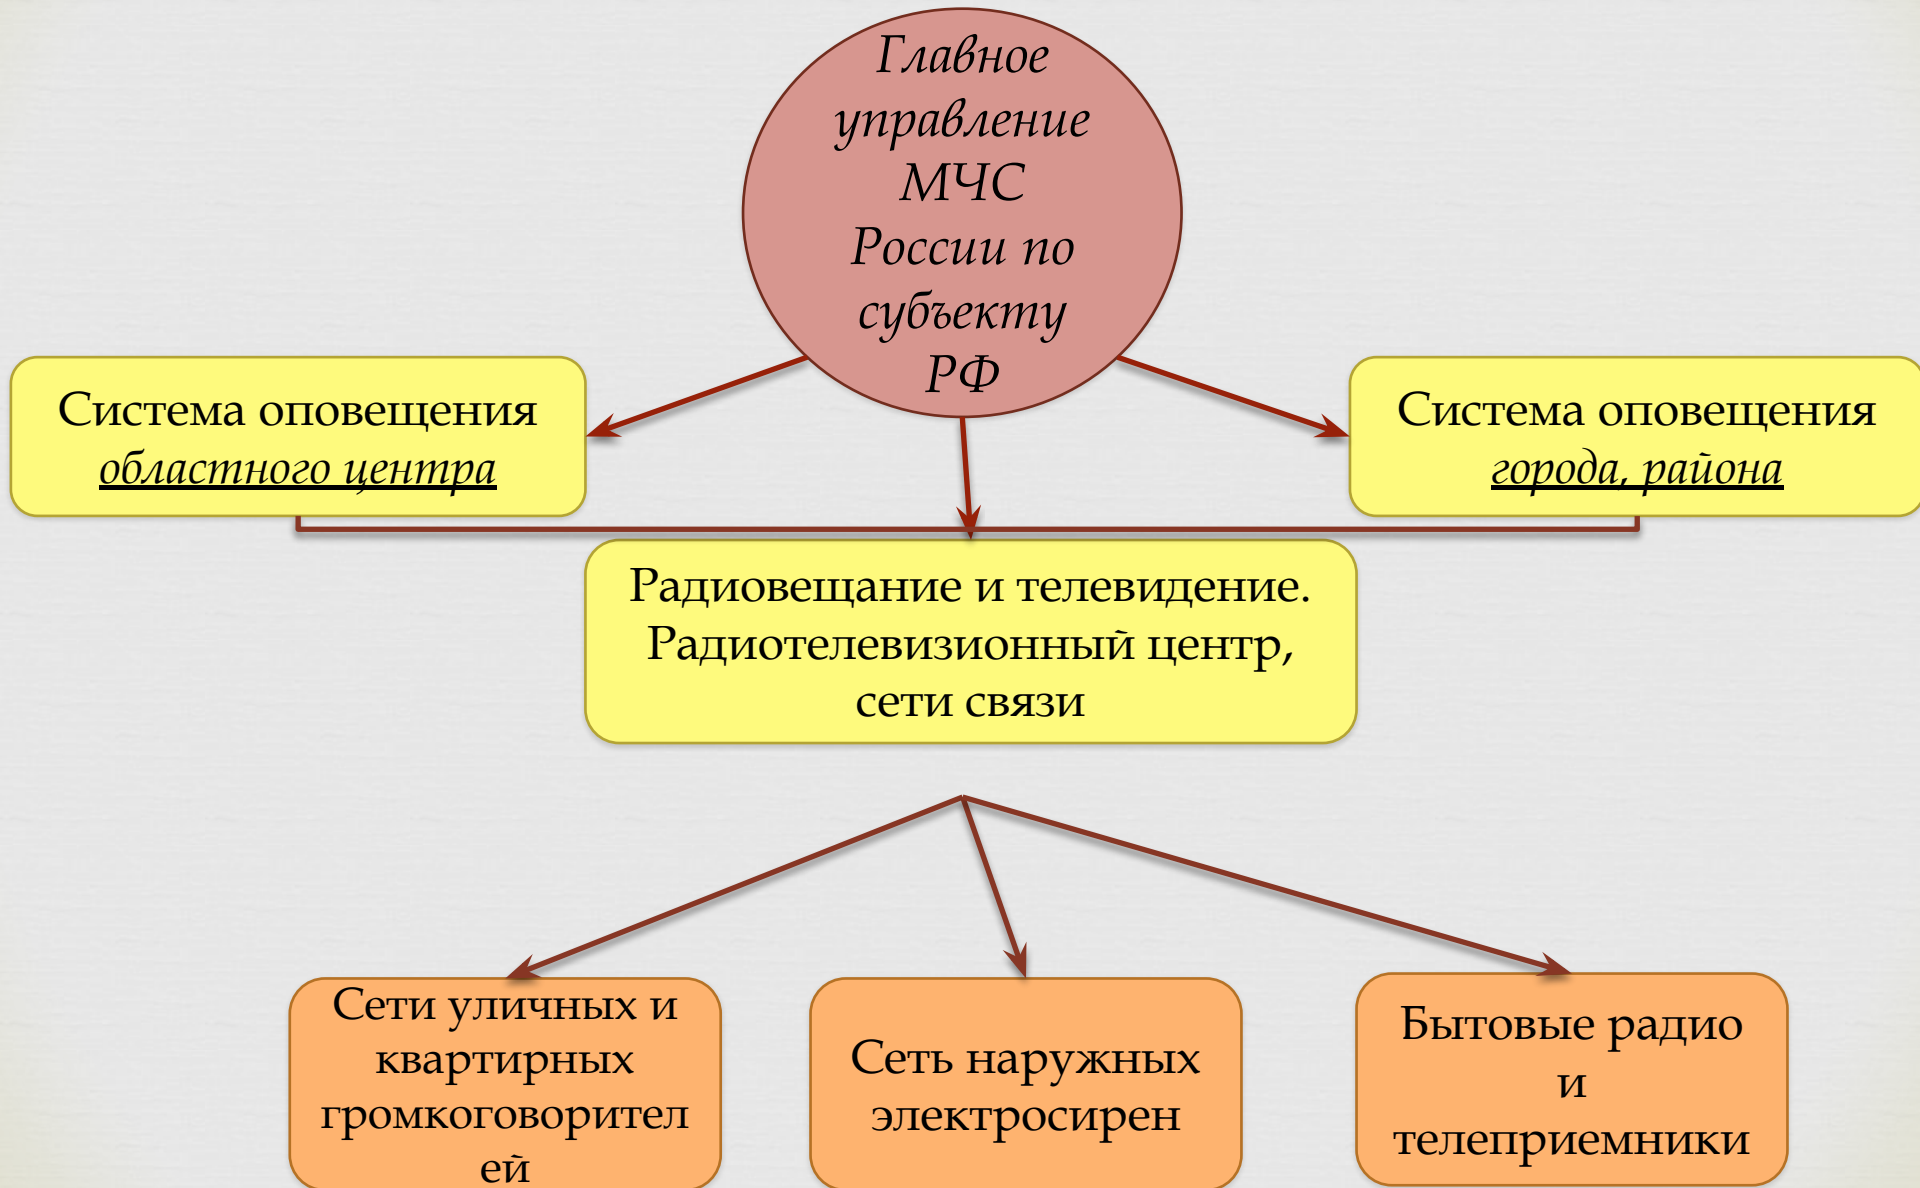 Главное
управление
МЧС
России по
субъекту
РФ
Система оповещения
областного центра
Система оповещения
города, района
Радиовещание и телевидение.
Радиотелевизионный центр,
сети связи
Сети уличных и
квартирных
громкоговорител
ей
Сеть наружных
электросирен
Бытовые радио
и
телеприемники